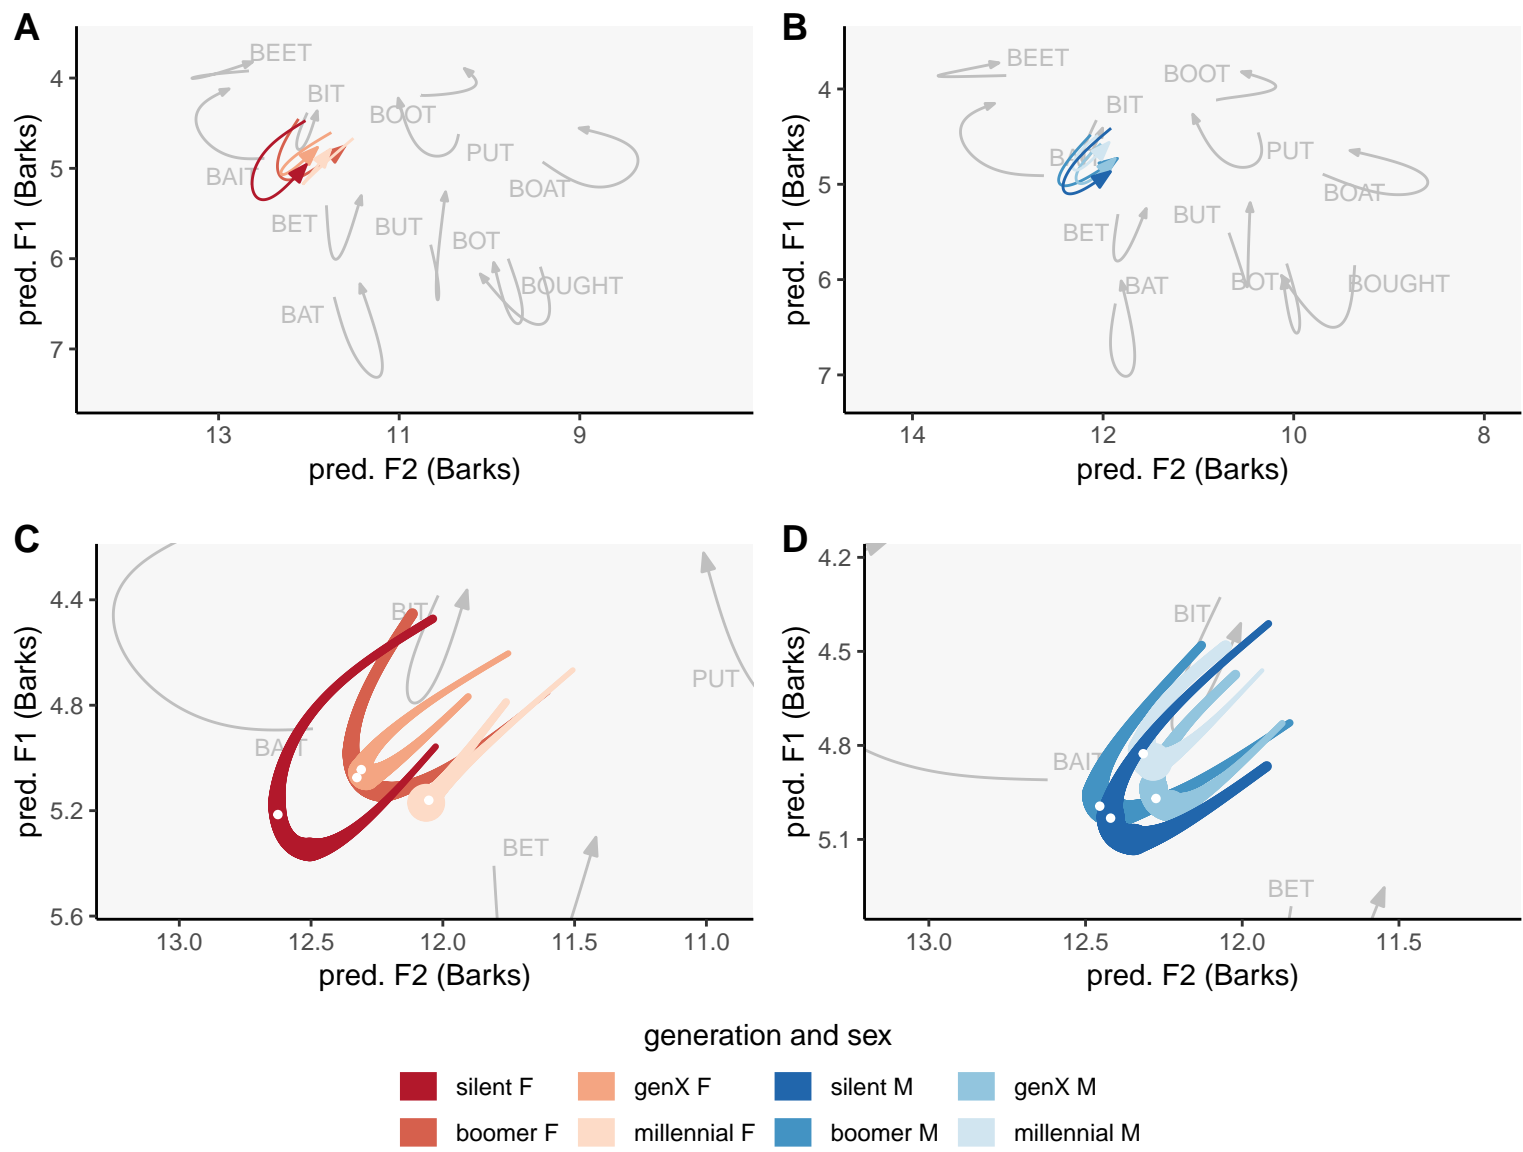 A
BEET
BIT
BOOT
BAIT
PUT
BOAT
BET
BUT
BOT
BOUGHT
BAT
4
5
6
7
13
11
9
pred. F1 (Barks)
pred. F2 (Barks)
B
BEET
BOOT
BIT
BAIT
PUT
BOAT
BET
BUT
BAT
BOT
BOUGHT
4
5
6
7
14
12
10
8
pred. F1 (Barks)
pred. F2 (Barks)
C
BIT
PUT
BAIT
BET
4.4
4.8
5.2
5.6
13.0
12.5
12.0
11.5
11.0
pred. F1 (Barks)
pred. F2 (Barks)
D
BIT
BAIT
BET
4.2
4.5
4.8
5.1
13.0
12.5
12.0
11.5
pred. F1 (Barks)
pred. F2 (Barks)
generation and sex
silent F
genX F
silent M
genX M
boomer F
millennial F
boomer M
millennial M